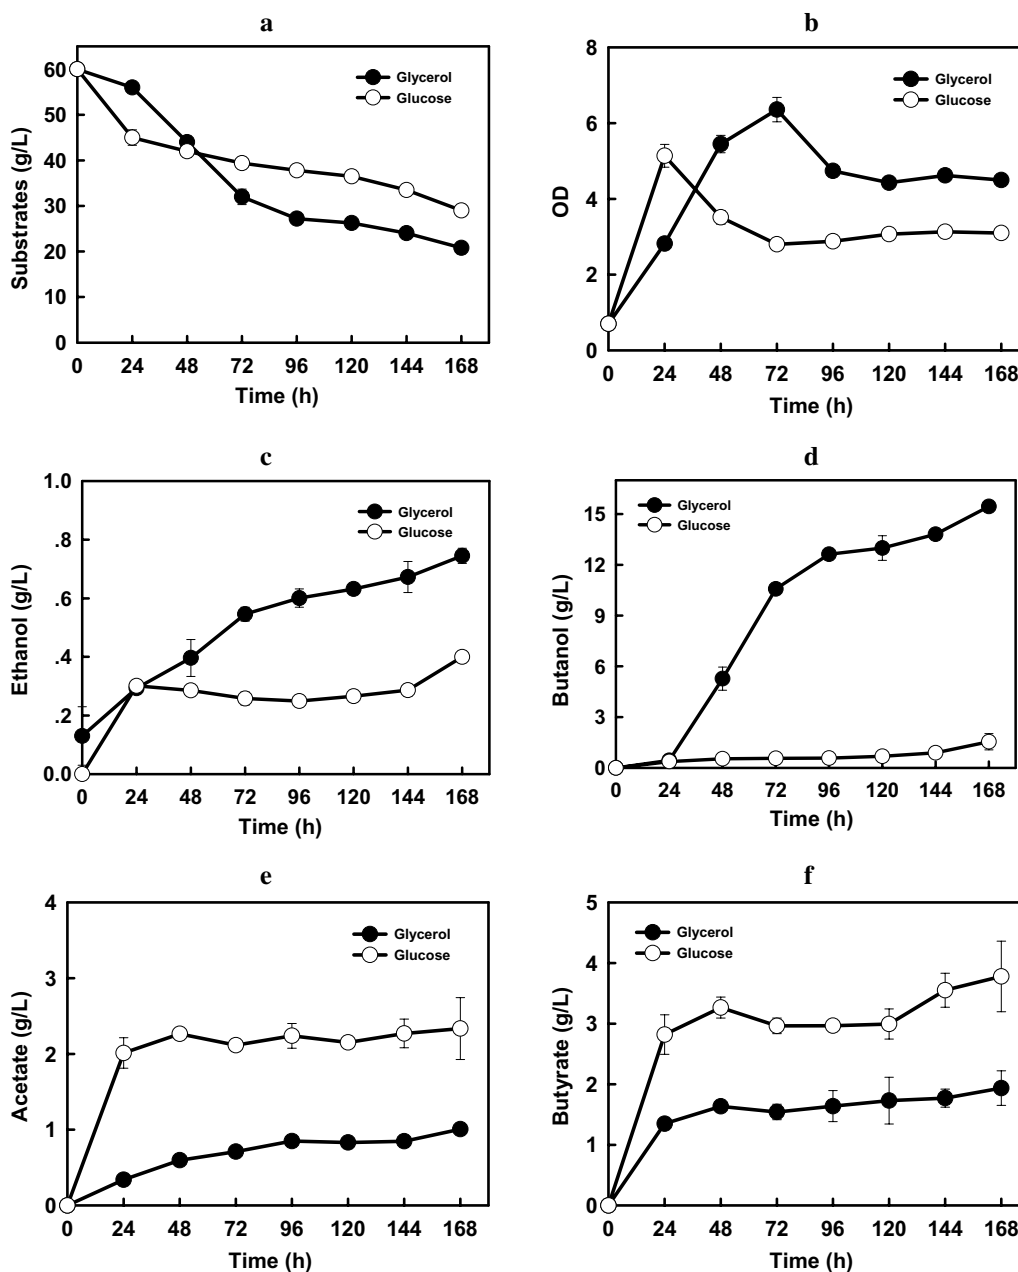 a
60
50
40
30
20
10
0
Substrates (g/L)
Glycerol
Glucose
0 24 48 72 96 120 144 168
Time (h)
b
8
6
4
2
0
OD
Glycerol
Glucose
0 24 48 72 96 120 144 168
Time (h)
c
1.0
.8
.6
.4
.2
0.0
Ethanol (g/L)
Glycerol
Glucose
0 24 48 72 96 120 144 168
Time (h)
d
15
12
9
6
3
0
Butanol (g/L)
Glycerol
Glucose
0 24 48 72 96 120 144 168
Time (h)
e
4
3
2
1
0
Acetate (g/L)
Glycerol
Glucose
0 24 48 72 96 120 144 168
Time (h)
f
5
4
3
2
1
0
Butyrate (g/L)
Glycerol
Glucose
0 24 48 72 96 120 144 168
Time (h)